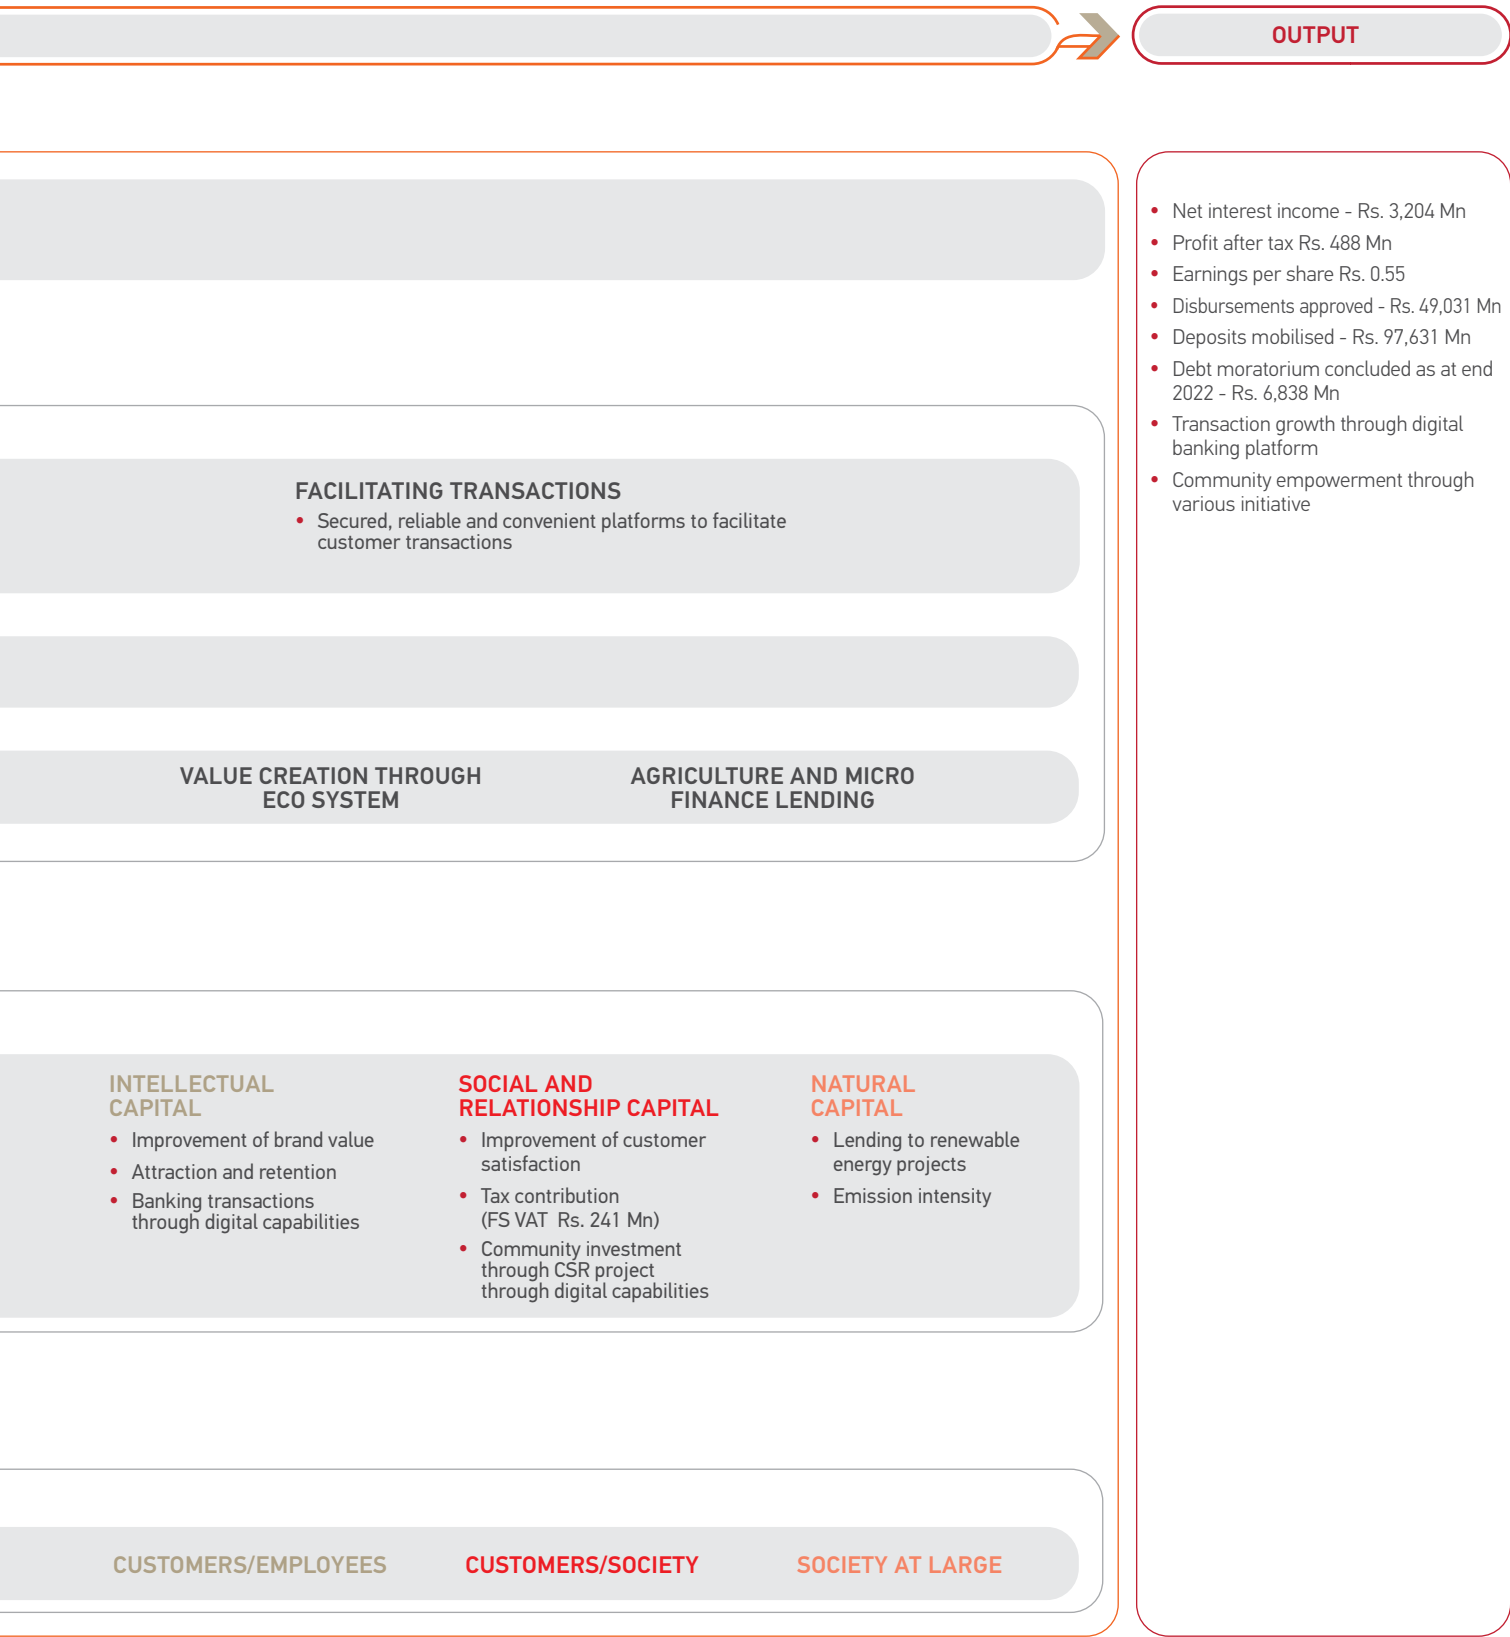 OUTPUT
• Net interest income - Rs. 3,204 Mn
• Profit after tax Rs. 488 Mn
• Earnings per share Rs. 0.55
• Disbursements approved - Rs. 49,031 Mn
• Deposits mobilised - Rs. 97,631 Mn
• Debt moratorium concluded as at end
2022 - Rs. 6,838 Mn
• Transaction growth through digital
banking platform
• Community empowerment through
various initiative
FACILITATING TRANSACTIONS
• Secured, reliable and convenient platforms to facilitate
customer transactions
VALUE CREATION THROUGH
ECO SYSTEM
AGRICULTURE AND MICRO
FINANCE LENDING
INTELLECTUAL
CAPITAL
• Improvement of brand value
• Attraction and retention
• Banking transactions
through digital capabilities
SOCIAL AND
RELATIONSHIP CAPITAL
• Improvement of customer
satisfaction
• Tax contribution
(FS VAT Rs. 241 Mn)
• Community investment
through CSR project
through digital capabilities
NATURAL
CAPITAL
• Lending to renewable
energy projects
• Emission intensity
CUSTOMERS/EMPLOYEES
CUSTOMERS/SOCIETY
SOCIETY AT LARGE